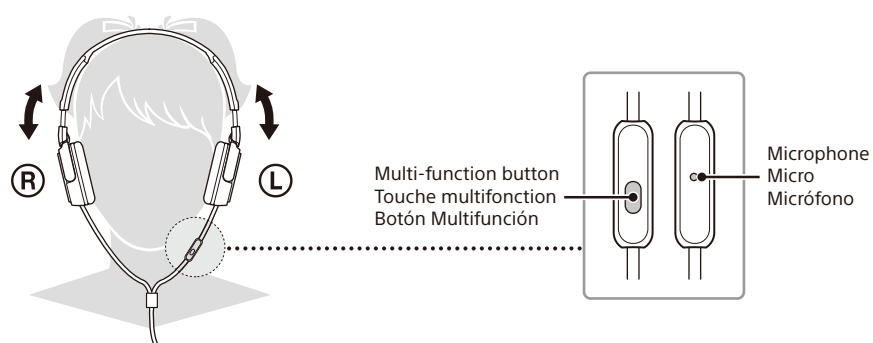 R
L
Multi-function button
Touche multifonction
Botón Multifunción
Microphone
Micro
Micrófono